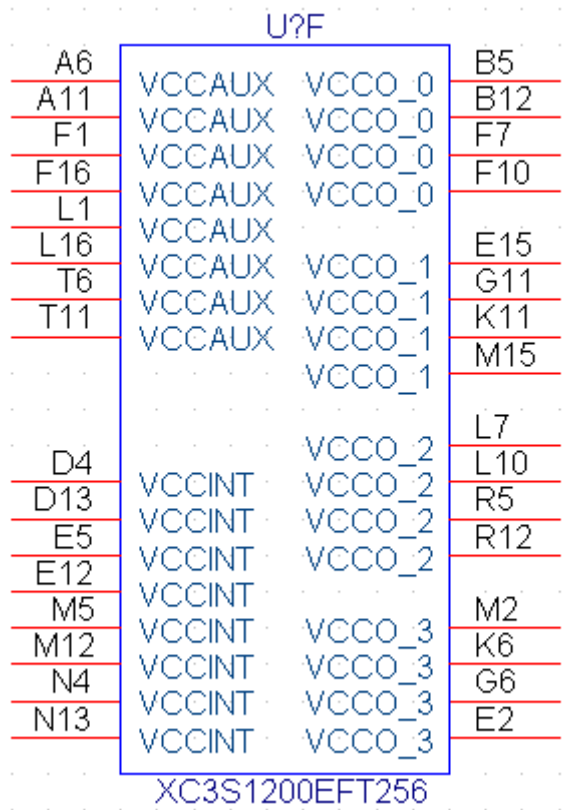 U?F
A6 VCCAUX VCCO_0 B5
A11 VCCAUX VCCO_0 B12
F1 VCCAUX VCCO_0 F7
F16 VCCAUX VCCO_0 F10
L1 VCCAUX
L16 VCCAUX VCCO_1 E15
T6 VCCAUX VCCO_1 G11
T11 VCCAUX VCCO_1 K11
VCCO_1 M15
VCCO_2 L7
D4 VCCINT VCCO_2 L10
D13 VCCINT VCCO_2 R5
E5 VCCINT VCCO_2 R12
E12 VCCINT
M5 VCCINT VCCO_3 M2
M12 VCCINT VCCO_3 K6
N4 VCCINT VCCO_3 G6
N13 VCCINT VCCO_3 E2
XC3S1200EFT256